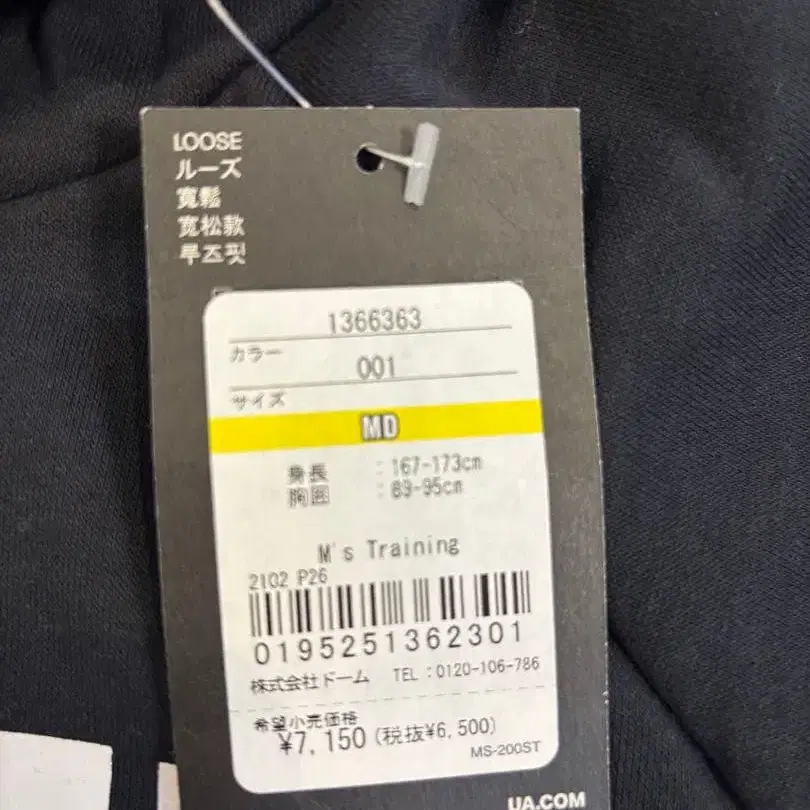 LOOSE
ルーズ
寬鬆
宽松款
루즈핏
1366363
カラー
001
サイズ
MD
身長 : 167-173cm
胸囲 : 89-95cm
M's Training
2102 P26
0195251362301
株式会社ドーム TEL:0120-106-786
希望小売価格
¥7,150(税抜¥6,500)
MS-200ST
UA.COM